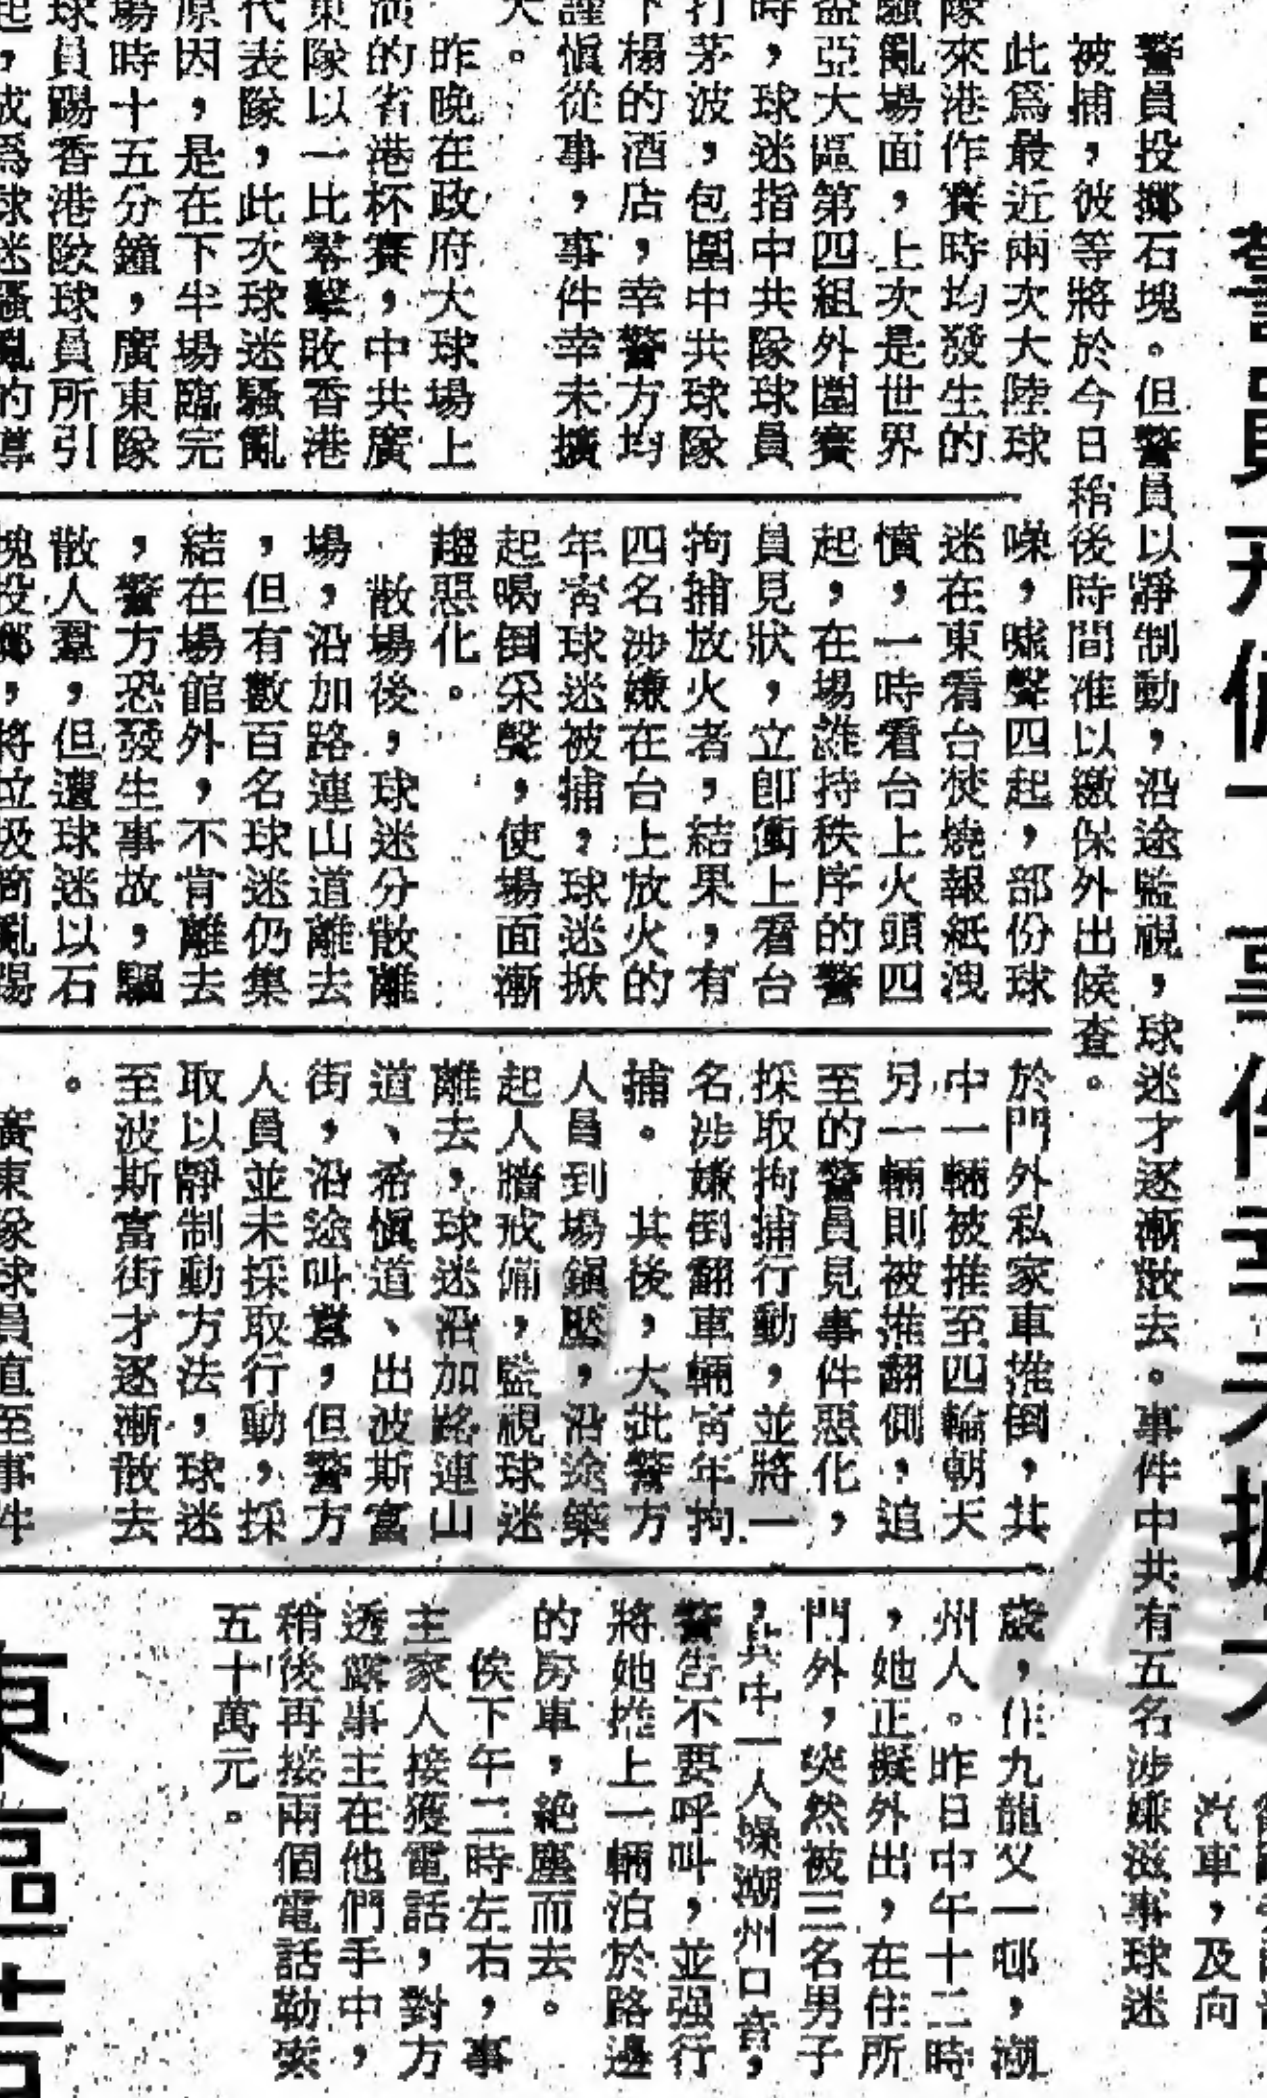 警員戒備下事件幸未擴大
汽車，及向
警員投擲石塊。但警員以靜制動，沿途監視，球迷才逐漸散去。事件中共有五名涉嫌滋事球迷
被捕，彼等將於今日稍後時間准以繳保外出候查。
此爲最近兩次大陸球
隊來港作賽時均發生的
騷亂場面，上次是世界
盃亞大區第四組外圍賽
時，球迷指中共隊球員
打茅波，包圍中共球隊
下榻的酒店，幸警方均
謹慎從事，事件幸未擴
大。
昨晚在政府大球場上
演的省港杯賽，中共廣
東隊以一比零擊敗香港
代表隊，此次球迷騷亂
原因，是在下半場臨完
場時十五分鐘，廣東隊
球員踢香港隊球員所引
起，成爲球迷騷亂的導
噪，噓聲四起，部份球
迷在東看台焚燒報紙洩
憤，一時看台上火頭四
起，在場維持秩序的警
員見狀，立即衝上看台
拘捕放火者，結果，有
四名涉嫌在台上放火的
年青球迷被捕，球迷掀
起喝倒采聲，使場面漸
趨惡化。
散場後，球迷分散離
場，沿加路連山道離去
，但有數百名球迷仍集
結在場館外，不肯離去
，警方恐發生事故，驅
散人羣，但遭球迷以石
塊投擲，將垃圾筒亂踢
於門外私家車推倒，其
中一輛被推至四輪朝天
另一輛則被推翻側，追
至的警員見事件惡化，
採取拘捕行動，並將一
名涉嫌倒翻車輛青年拘
捕。其後，大批警方
人員到場鎭壓，沿途築
起人牆戒備，監視球迷
離去，球迷沿加路連山
道、希愼道、出波斯富
街，沿途叫囂，但警方
人員並未採取行動，採
取以靜制動方法，球迷
至波斯富街才逐漸散去
。
廣東隊球員直至事件
歲，住九龍又一邨，潮
州人。昨日中午十二時
，她正擬外出，在住所
門外，突然被三名男子
，其中一人操潮州口音，
警告不要呼叫，並强行
將她推上一輛泊於路邊
的房車，絕塵而去。
俟下午二時左右，事
主家人接獲電話，對方
透露事主在他們手中，
稍後再接兩個電話勒索
五十萬元。
東區